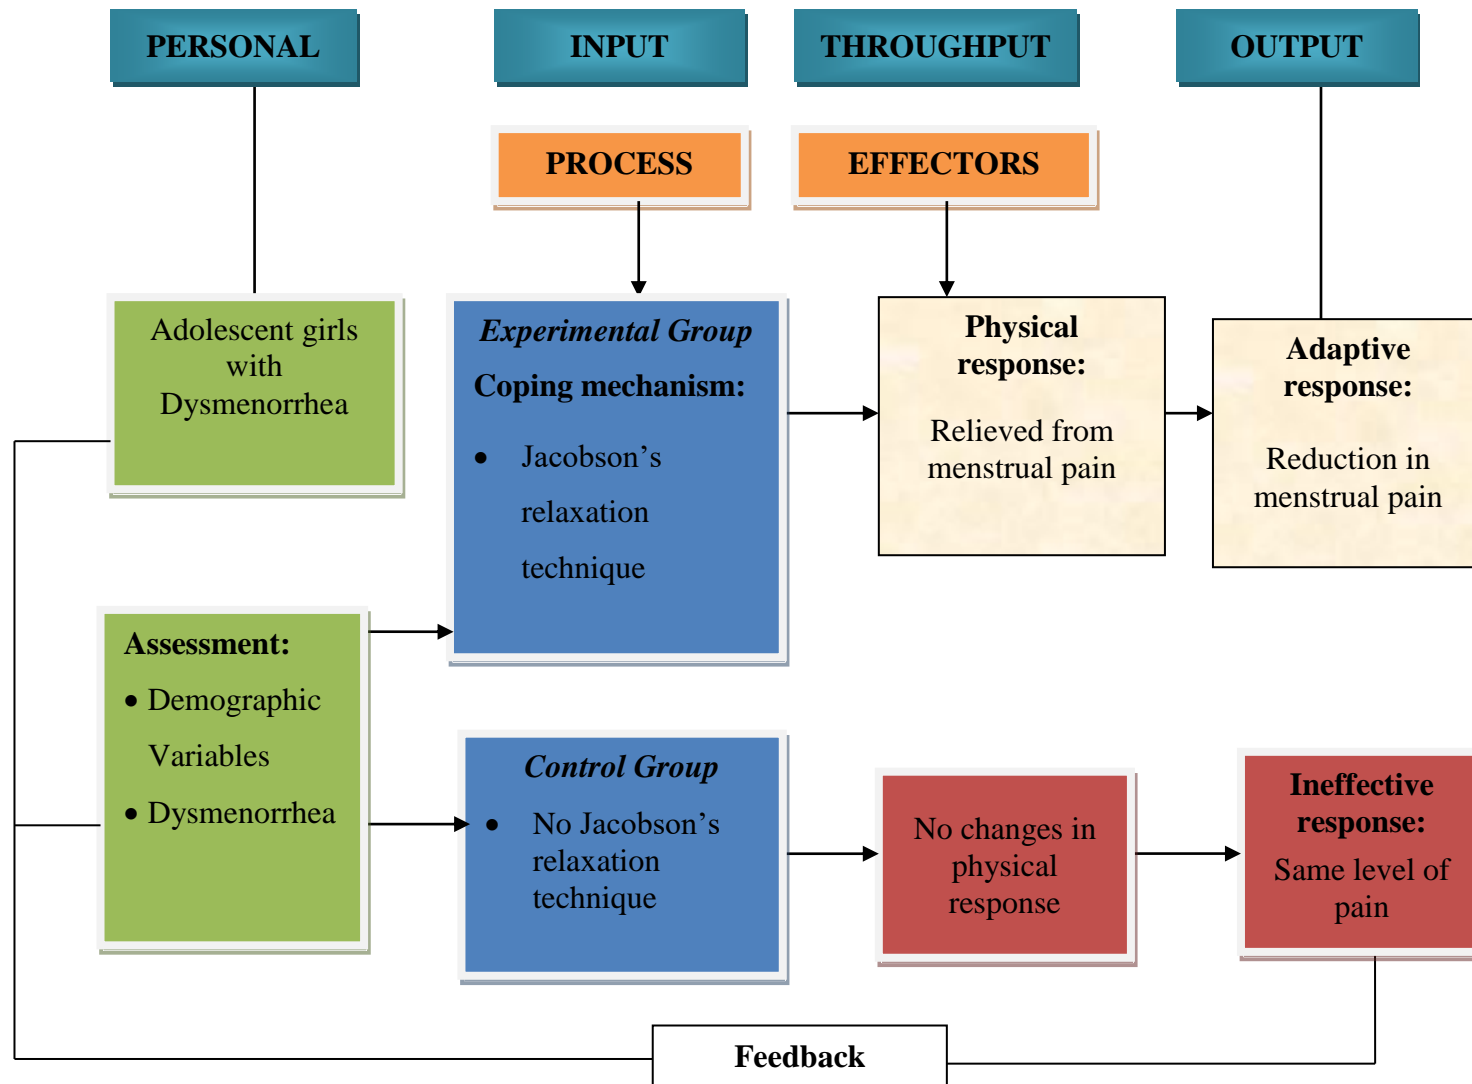 PERSONAL
INPUT
THROUGHPUT
OUTPUT
PROCESS
EFFECTORS
Adolescent girls
with
Dysmenorrhea
Experimental Group
Coping mechanism:
• Jacobson’s
relaxation
technique
Physical
response:
Relieved from
menstrual pain
Adaptive
response:
Reduction in
menstrual pain
Assessment:
• Demographic
Variables
• Dysmenorrhea
Control Group
• No Jacobson’s
relaxation
technique
No changes in
physical
response
Ineffective
response:
Same level of
pain
Feedback